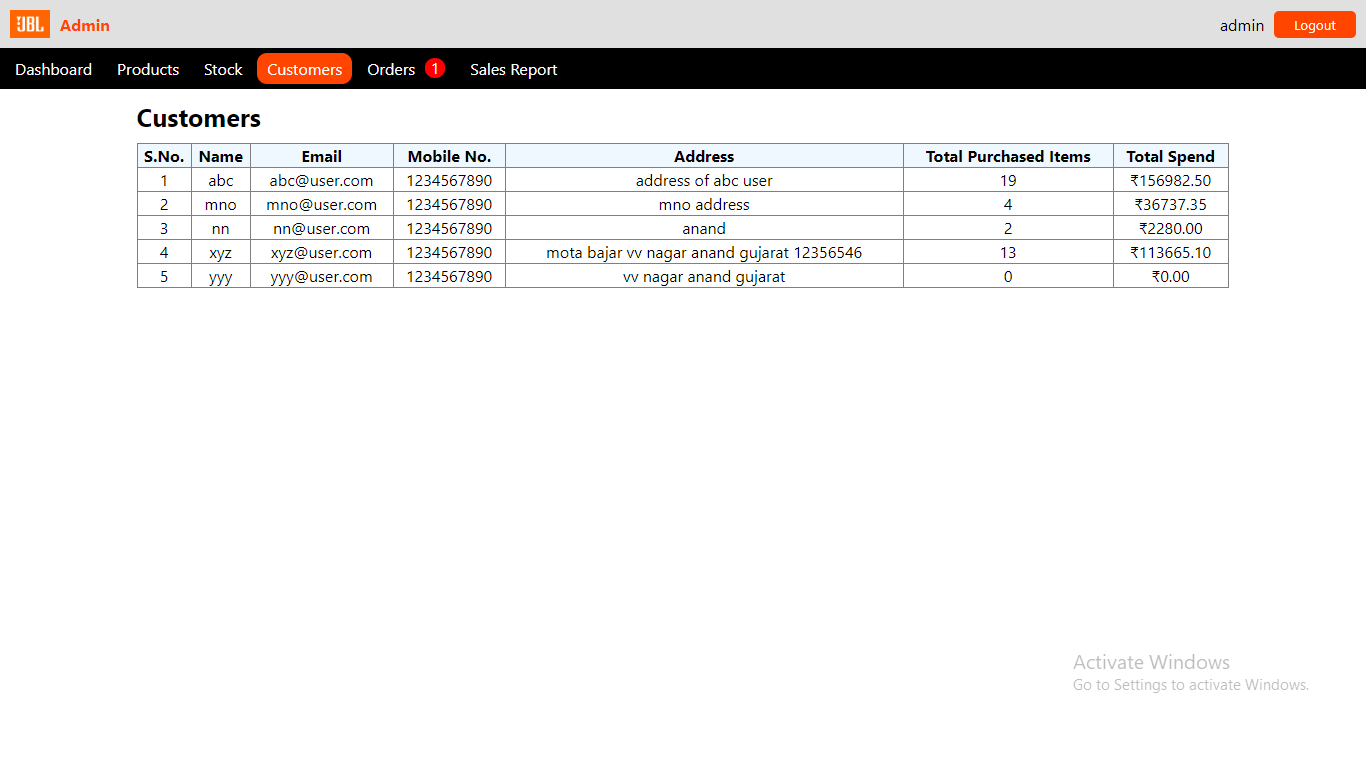 JBL Admin admin Logout
Dashboard Products Stock Customers Orders 1 Sales Report
Customers
S.No. Name Email Mobile No. Address Total Purchased Items Total Spend
1 abc abc@user.com 1234567890 address of abc user 19 ₹156982.50
2 mno mno@user.com 1234567890 mno address 4 ₹36737.35
3 nn nn@user.com 1234567890 anand 2 ₹2280.00
4 xyz xyz@user.com 1234567890 mota bajar vv nagar anand gujarat 12356546 13 ₹113665.10
5 yyy yyy@user.com 1234567890 vv nagar anand gujarat 0 ₹0.00
Activate Windows
Go to Settings to activate Windows.